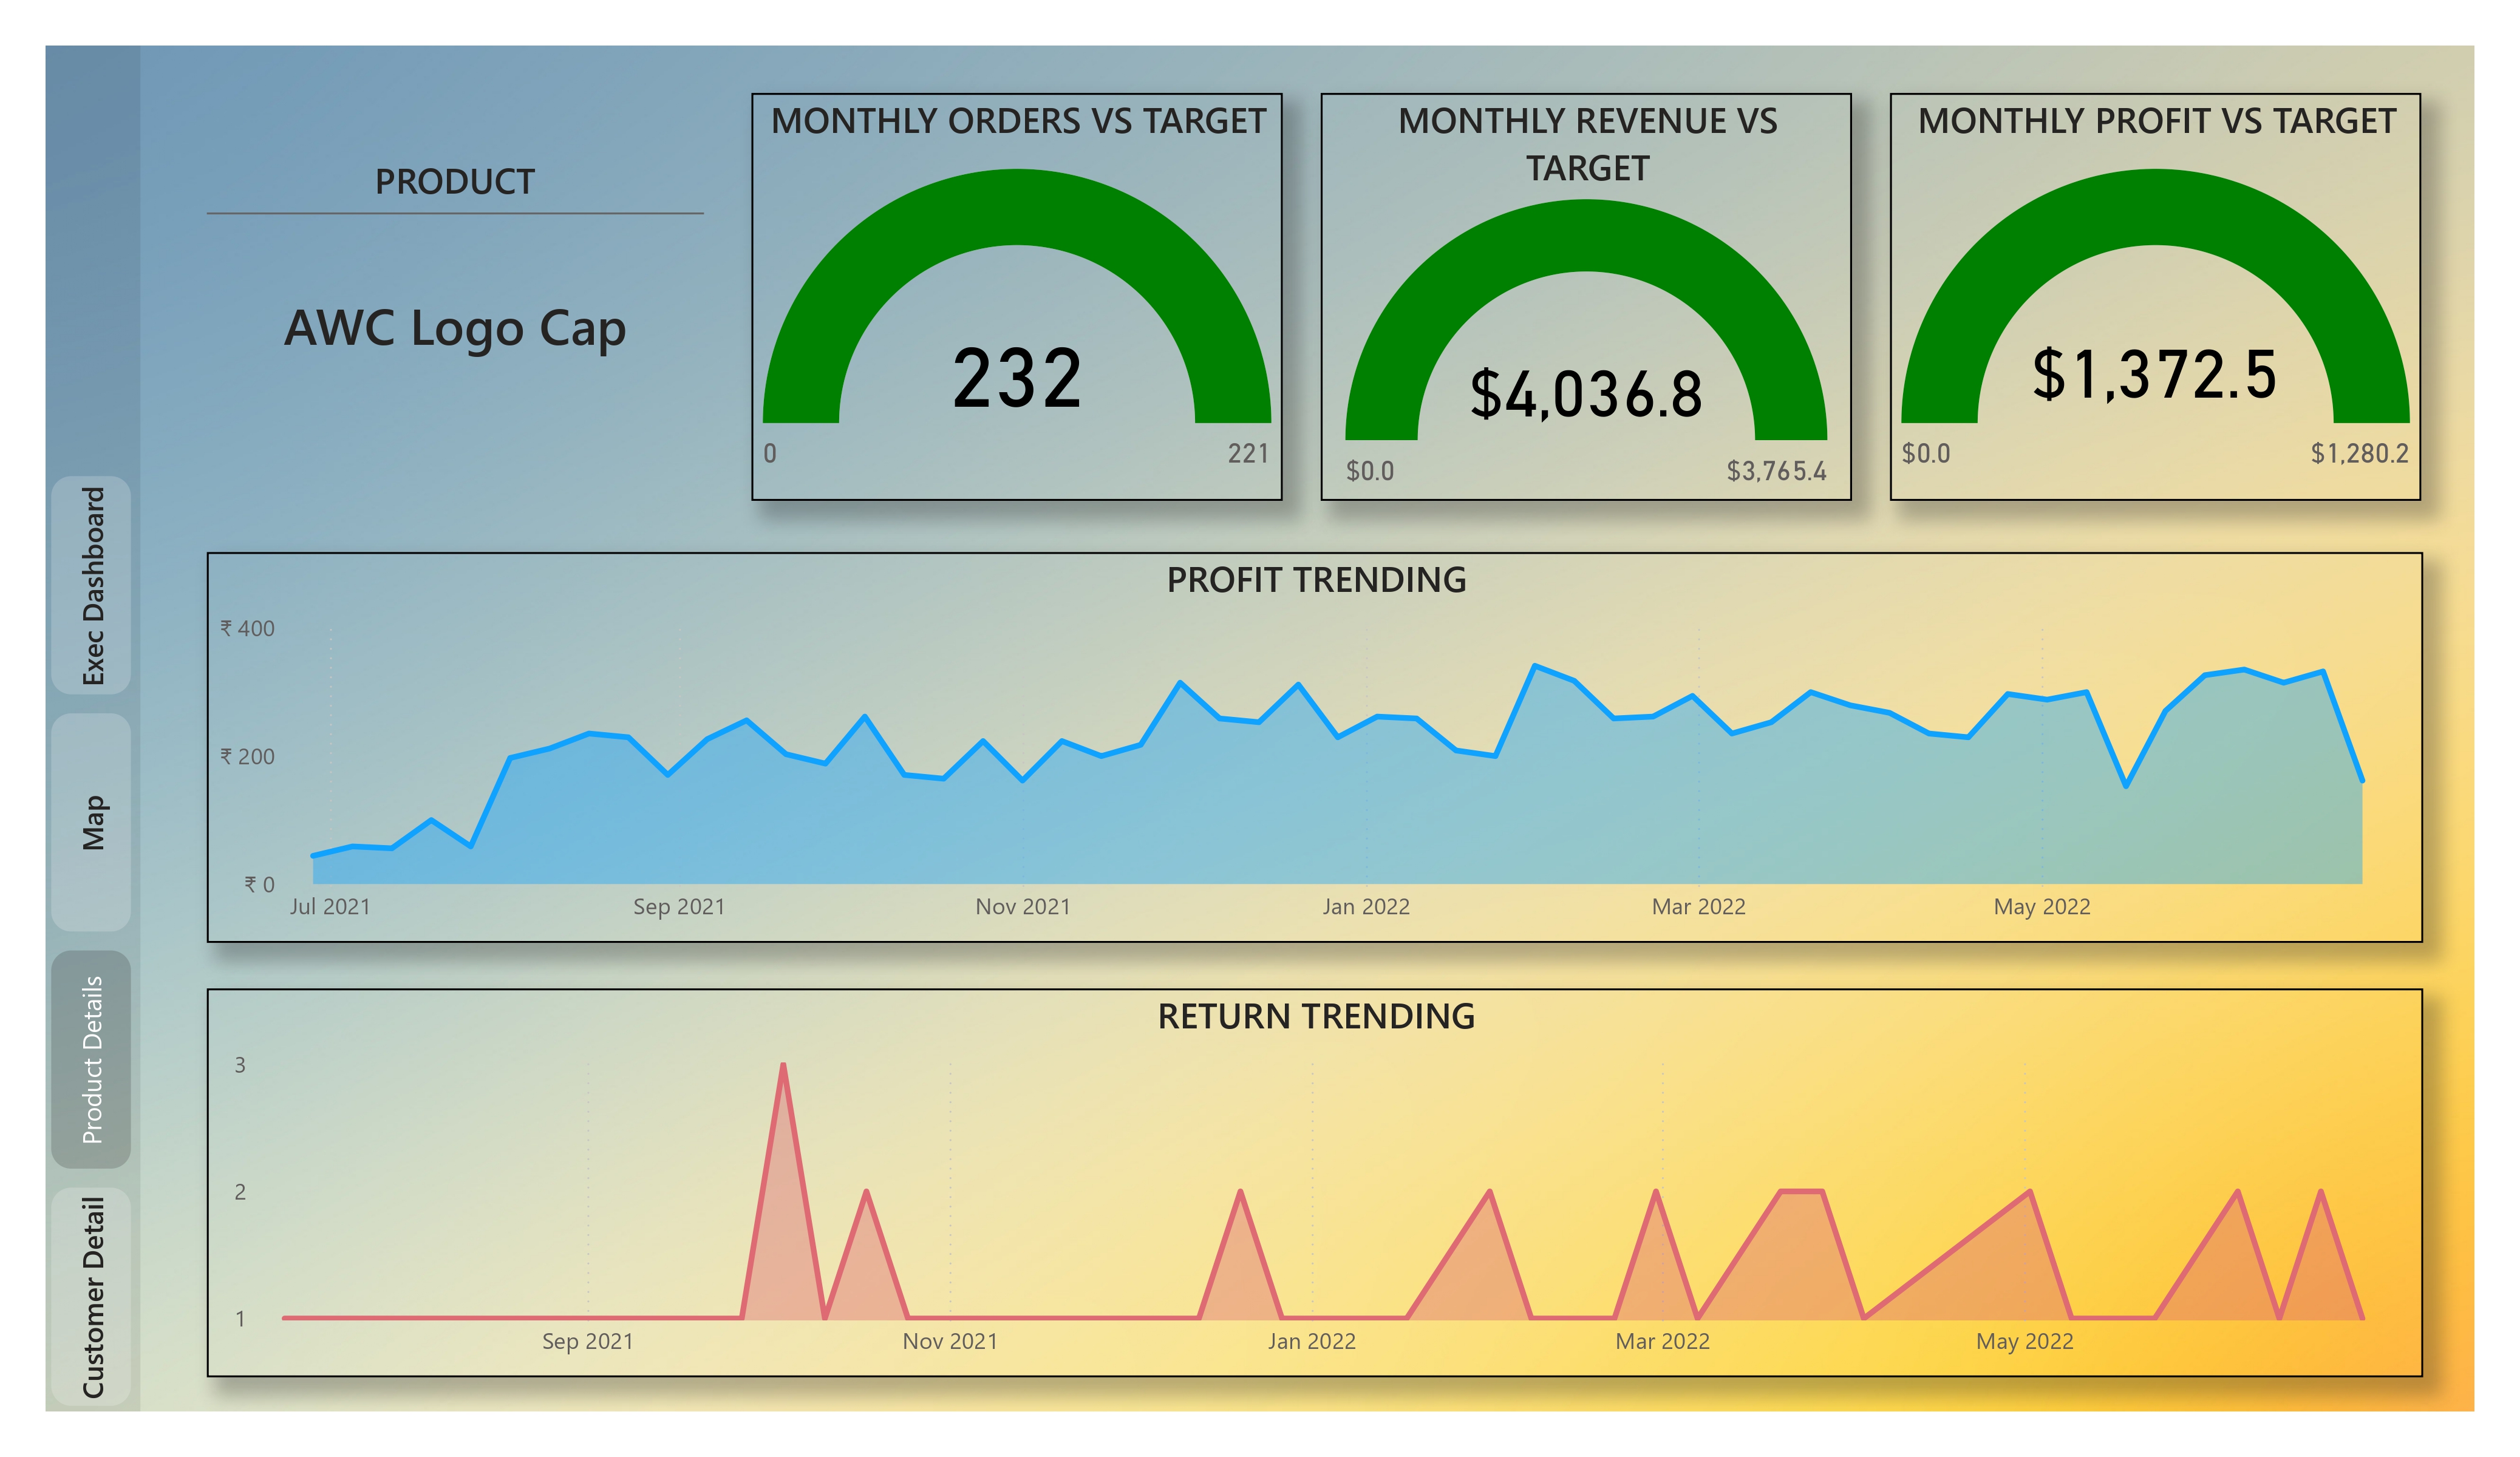 PRODUCT
AWC Logo Cap
MONTHLY ORDERS VS TARGET
232
0
221
MONTHLY REVENUE VS
TARGET
$4,036.8
$0.0
$3,765.4
MONTHLY PROFIT VS TARGET
$1,372.5
$0.0
$1,280.2
Exec Dashboard
Map
Product Details
Customer Detail
PROFIT TRENDING
₹ 400
₹ 200
₹ 0
Jul 2021
Sep 2021
Nov 2021
Jan 2022
Mar 2022
May 2022
RETURN TRENDING
3
2
1
Sep 2021
Nov 2021
Jan 2022
Mar 2022
May 2022